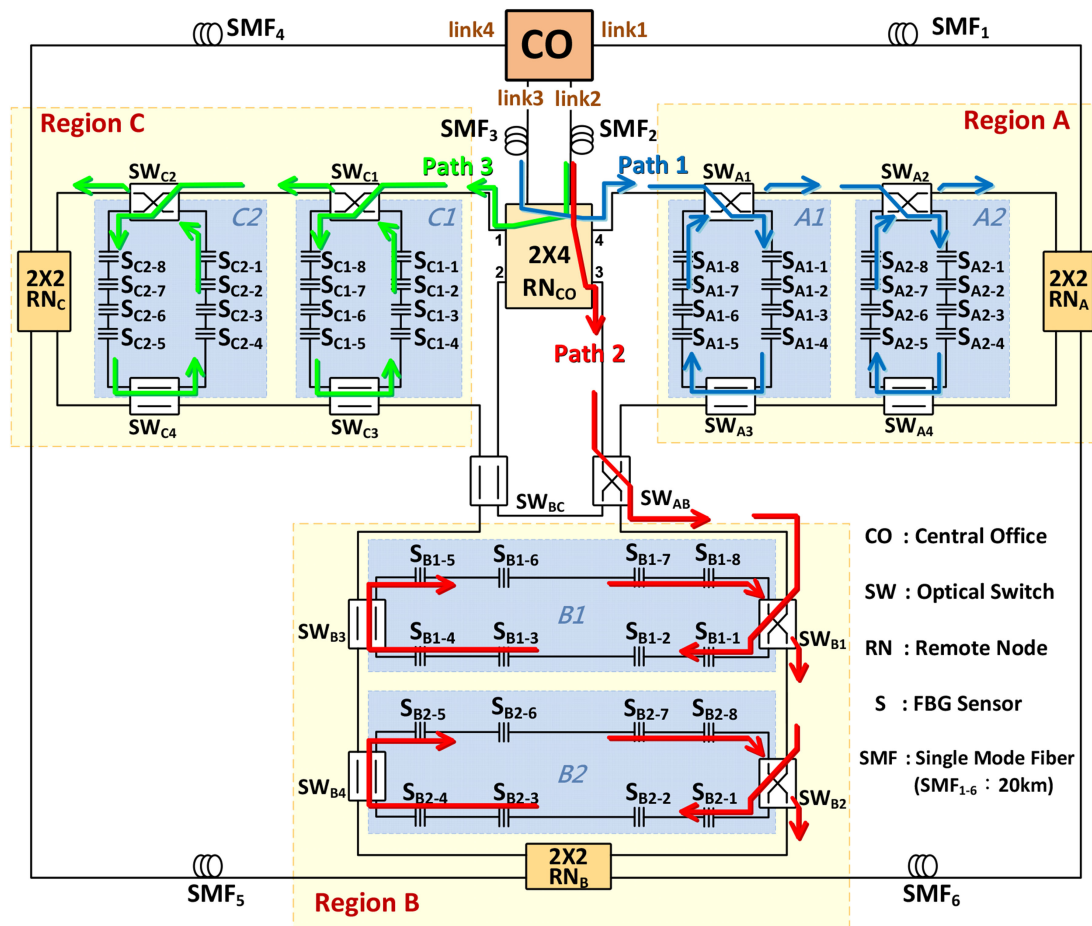 SMF4
link4
CO
link1
SMF1
link3
link2
Region C
SMF3
SMF2
Region A
SWC2
SWC1
Path 3
Path 1
SWA1
SWA2
C2
C1
A1
A2
1
4
2X4
RNCO
2
3
2X2
RNC
2X2
RNA
SC2-8
SC2-7
SC2-6
SC2-5
SC2-1
SC2-2
SC2-3
SC2-4
SC1-8
SC1-7
SC1-6
SC1-5
SC1-1
SC1-2
SC1-3
SC1-4
SA1-8
SA1-7
SA1-6
SA1-5
SA1-1
SA1-2
SA1-3
SA1-4
SA2-8
SA2-7
SA2-6
SA2-5
SA2-1
SA2-2
SA2-3
SA2-4
Path 2
SWC4
SWC3
SWA3
SWA4
SWBC
SWAB
SB1-5
SB1-6
SB1-7
SB1-8
B1
SWB3
SB1-4
SB1-3
SB1-2
SB1-1
SWB1
SB2-5
SB2-6
SB2-7
SB2-8
B2
SWB4
SB2-4
SB2-3
SB2-2
SB2-1
SWB2
2X2
RNB
SMF5
SMF6
Region B
CO : Central Office
SW : Optical Switch
RN : Remote Node
S : FBG Sensor
SMF : Single Mode Fiber
(SMF1-6 : 20km)